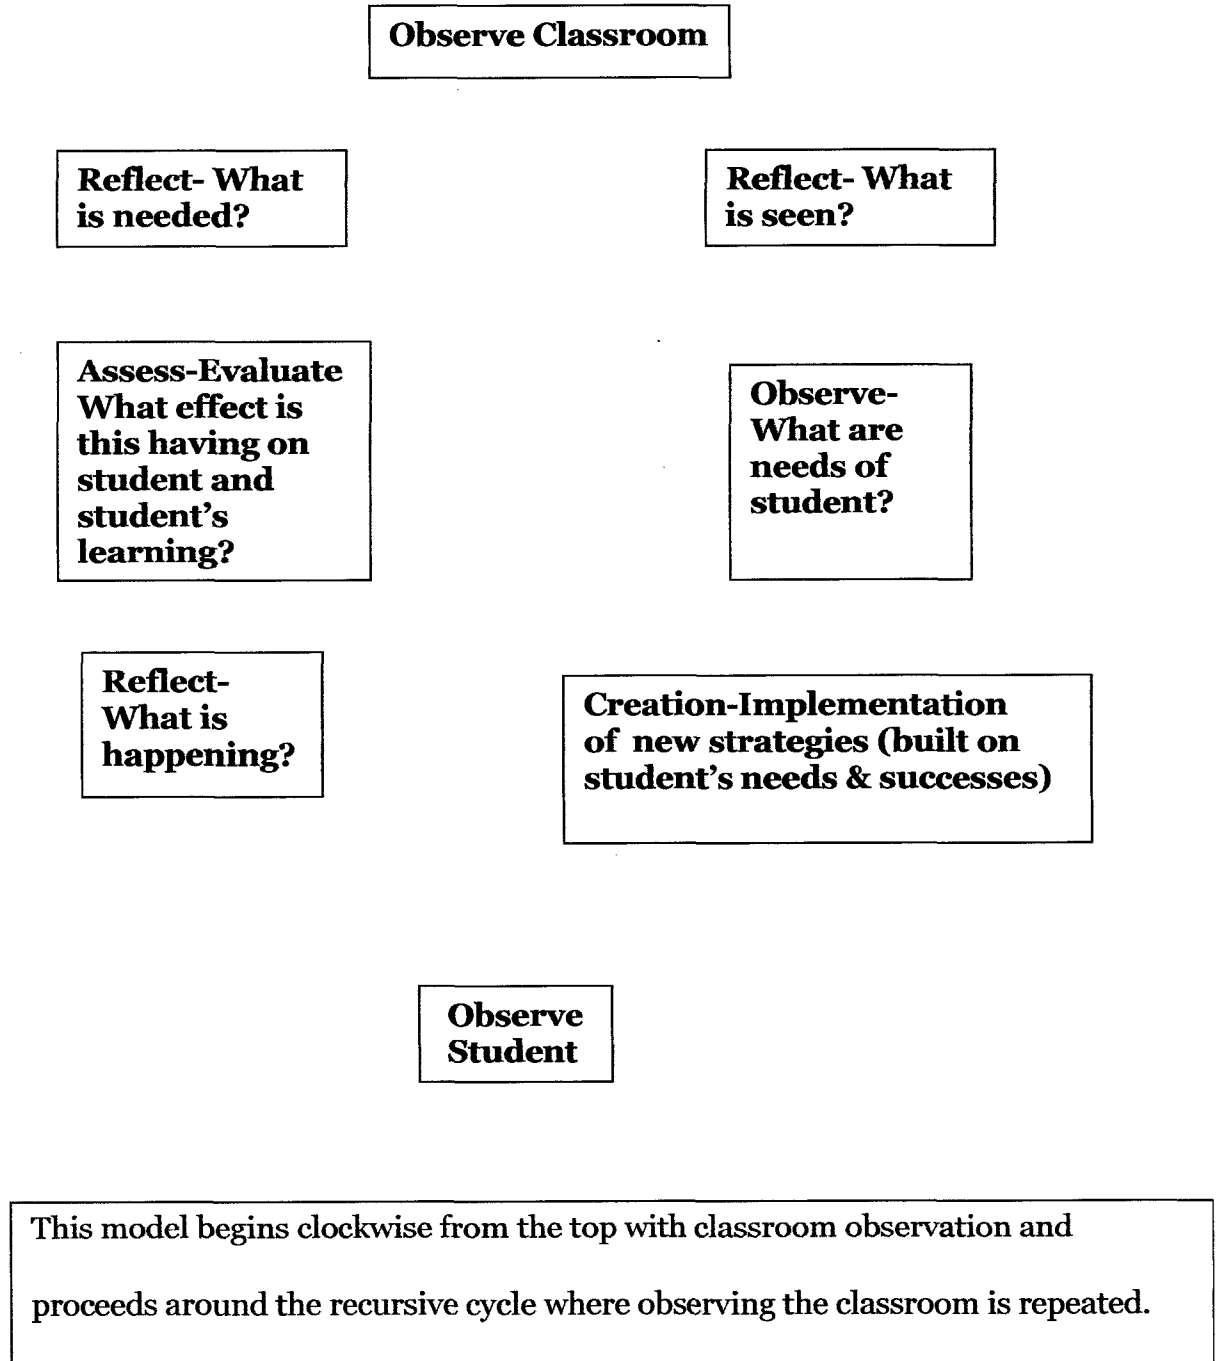 Observe Classroom
Reflect- What
is needed?
Reflect- What
is seen?
Assess-Evaluate
What effect is
this having on
student and
student's
learning?
Observe-
What are
needs of
student?
Reflect-
What is
happening?
Creation-Implementation
of new strategies (built on
student's needs & successes)
Observe
Student
This model begins clockwise from the top with classroom observation and
proceeds around the recursive cycle where observing the classroom is repeated.